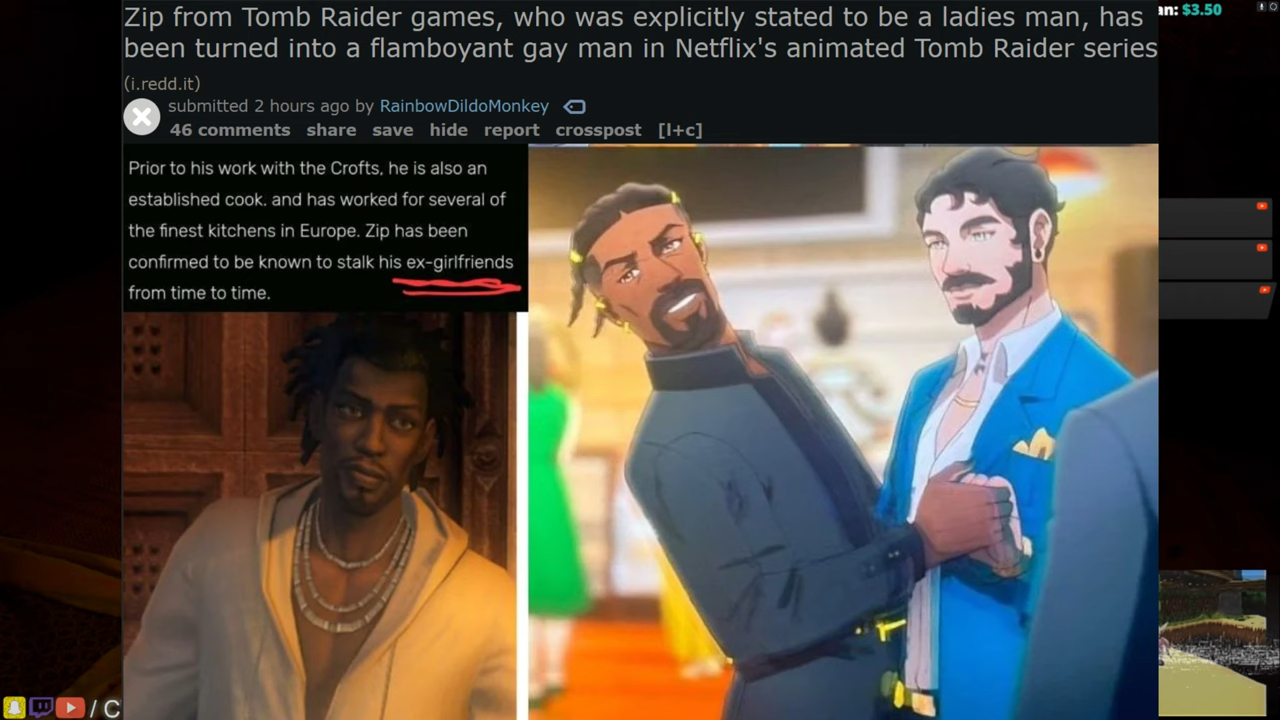 Zip from Tomb Raider games, who was explicitly stated to be a ladies man, has
an: $3.50
been turned into a flamboyant gay man in Netflix's animated Tomb Raider series
(i.redd.it)
submitted 2 hours ago by RainbowDildoMonkey
46 comments share save hide report crosspost [l+c]
Prior to his work with the Crofts, he is also an
established cook. and has worked for several of
the finest kitchens in Europe. Zip has been
confirmed to be known to stalk his ex-girlfriends
from time to time.
/ C